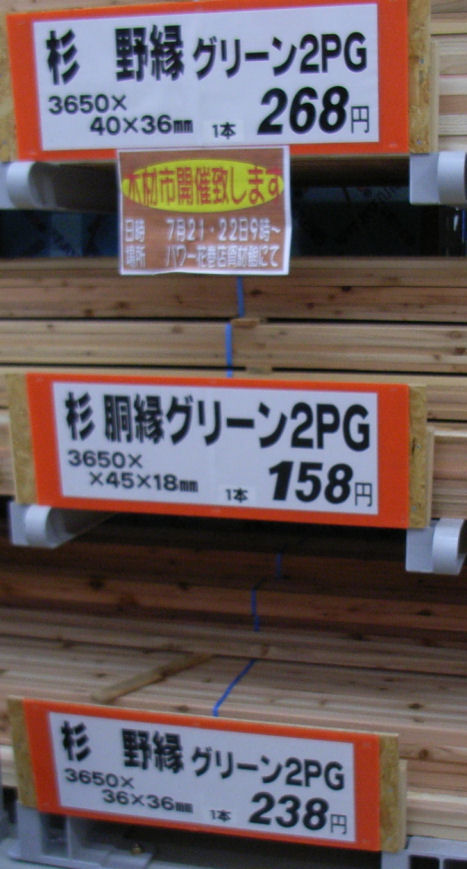 杉 野縁 グリーン2PG
3650×
40×36㎜ 1本 268円
木材市開催致します
日時 7月21・22日9時~
場所 パワー花巻店資材館にて
杉 胴縁グリーン2PG
3650×
×45×18㎜ 1本 158円
杉 野縁 グリーン2PG
3650×
36×36㎜ 1本 238円